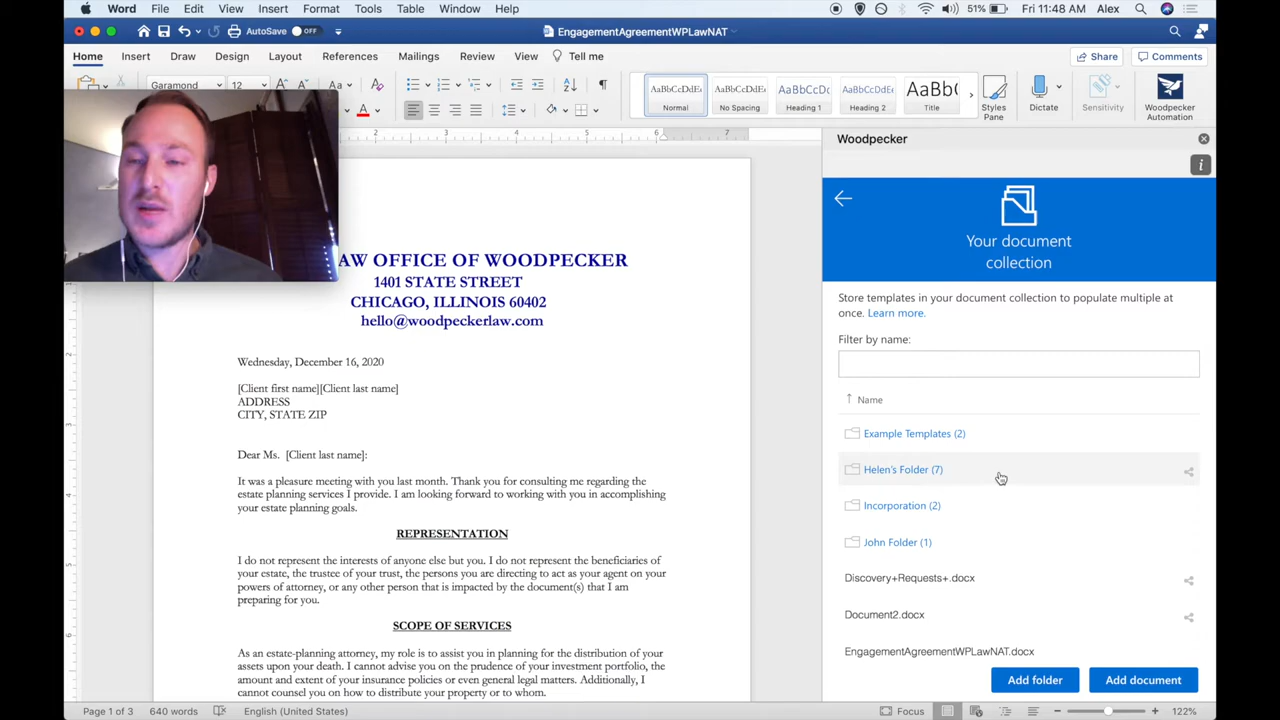 Word File Edit View Insert Format Tools Table Window Help 51% Fri 11:48 AM Alex
AutoSave OFF EngagementAgreementWPLawNAT
Home Insert Draw Design Layout References Mailings Review View Tell me Share Comments
Garamond 12 Aa
AaBbCcDdEe AaBbCcDdEe AaBbCcDc AaBbCcDdEe AaBb(
Normal No Spacing Heading 1 Heading 2 Title
Styles Pane
Dictate
Sensitivity
Woodpecker Automation
2 3 4 5 6 7
Woodpecker
Your document
collection
Store templates in your document collection to populate multiple at
once. Learn more.
Filter by name:
Name
Example Templates (2)
Helen's Folder (7)
Incorporation (2)
John Folder (1)
Discovery+Requests+.docx
Document2.docx
EngagementAgreementWPLawNAT.docx
Add folder Add document
AW OFFICE OF WOODPECKER
1401 STATE STREET
CHICAGO, ILLINOIS 60402
hello@woodpeckerlaw.com
Wednesday, December 16, 2020
[Client first name][Client last name]
ADDRESS
CITY, STATE ZIP
Dear Ms. [Client last name]:
It was a pleasure meeting with you last month. Thank you for consulting me regarding the
estate planning services I provide. I am looking forward to working with you in accomplishing
your estate planning goals.
REPRESENTATION
I do not represent the interests of anyone else but you. I do not represent the beneficiaries of
your estate, the trustee of your trust, the persons you are directing to act as your agent on your
powers of attorney, or any other person that is impacted by the document(s) that I am
preparing for you.
SCOPE OF SERVICES
As an estate-planning attorney, my role is to assist you in planning for the distribution of your
assets upon your death. I cannot advise you on the prudence of your investment portfolio, the
amount and extent of your insurance policies or even general legal matters. Additionally, I
cannot counsel you on how to distribute your property or to whom.
Page 1 of 3 640 words English (United States) Focus 122%